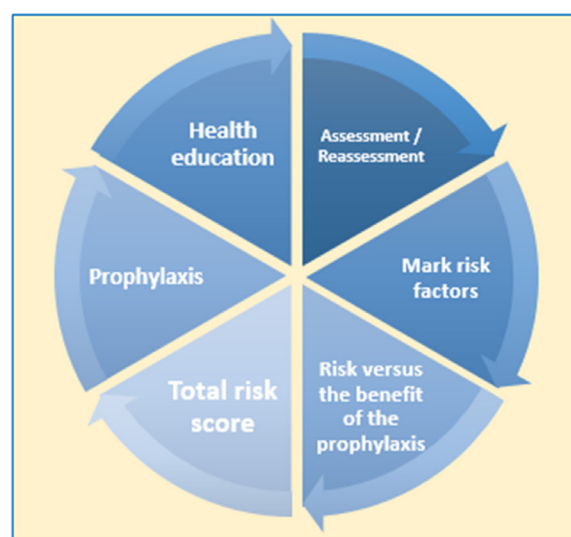 Assessment /
Reassessment
Mark risk
factors
Risk versus
the benefit
of the
prophylaxis
Total risk
score
Prophylaxis
Health
education